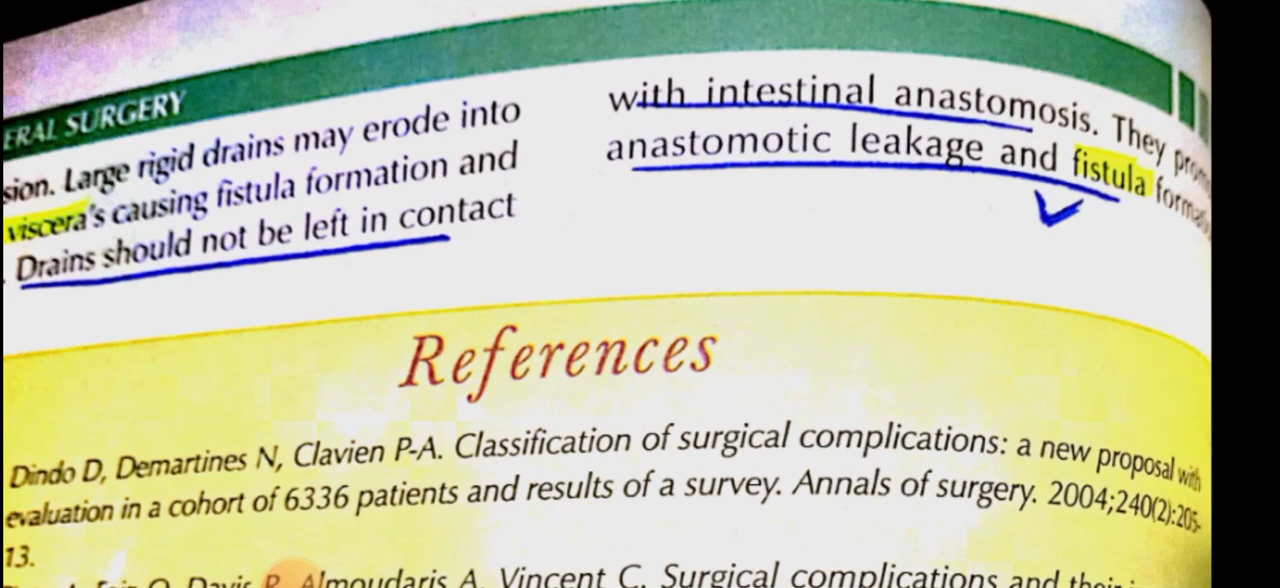 ERAL SURGERY
sion. Large rigid drains may erode into
viscera's causing fistula formation and
. Drains should not be left in contact
with intestinal anastomosis. They
anastomotic leakage and fistula
References
Dindo D, Demartines N, Clavien P-A. Classification of surgical complications: a new proposal with
evaluation in a cohort of 6336 patients and results of a survey. Annals of surgery. 2004;240(2):205-
13.
Almoudaris A, Vincent C. Surgical complications and their